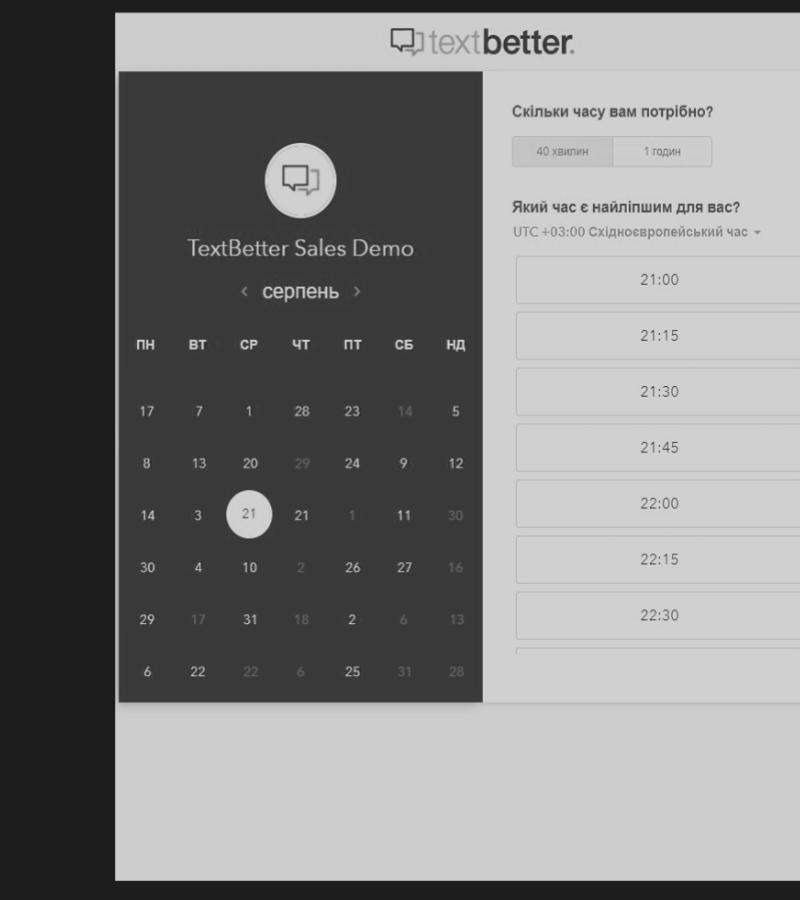 textbetter.
TextBetter Sales Demo
‹ серпень ›
ПН ВТ СР ЧТ ПТ СБ НД
17 7 1 28 23 14 5
8 13 20 29 24 9 12
14 3 21 21 1 11 30
30 4 10 2 26 27 16
29 17 31 18 2 6 13
6 22 22 6 25 31 28
Скільки часу вам потрібно?
40 хвилин 1 годин
Який час є найліпшим для вас?
UTC +03:00 Східноєвропейський час
21:00
21:15
21:30
21:45
22:00
22:15
22:30